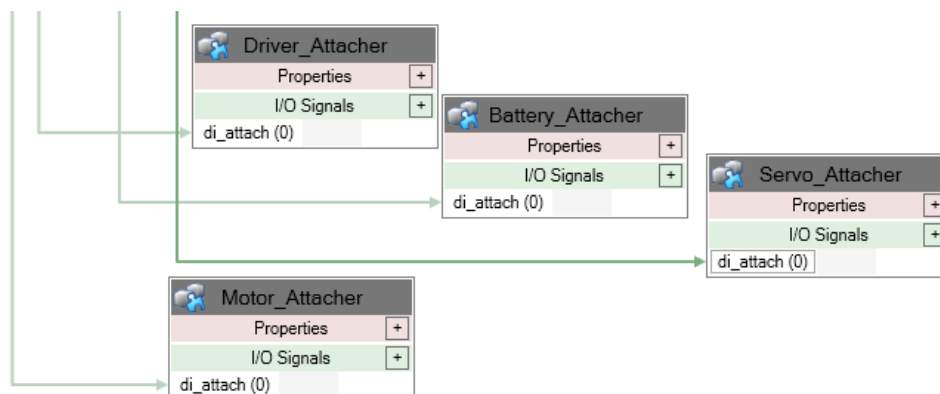 Driver_Attacher
Properties +
I/O Signals +
di_attach (0)
Battery_Attacher
Properties +
I/O Signals +
di_attach (0)
Servo_Attacher
Properties +
I/O Signals +
di_attach (0)
Motor_Attacher
Properties +
I/O Signals +
di_attach (0)